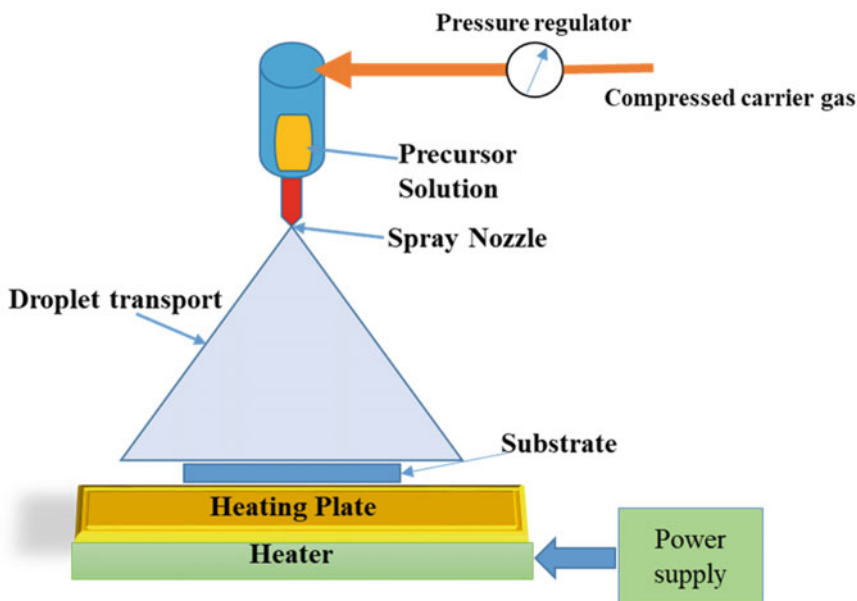 Pressure regulator
Compressed carrier gas
Precursor
Solution
Spray Nozzle
Droplet transport
Substrate
Heating Plate
Heater
Power
supply